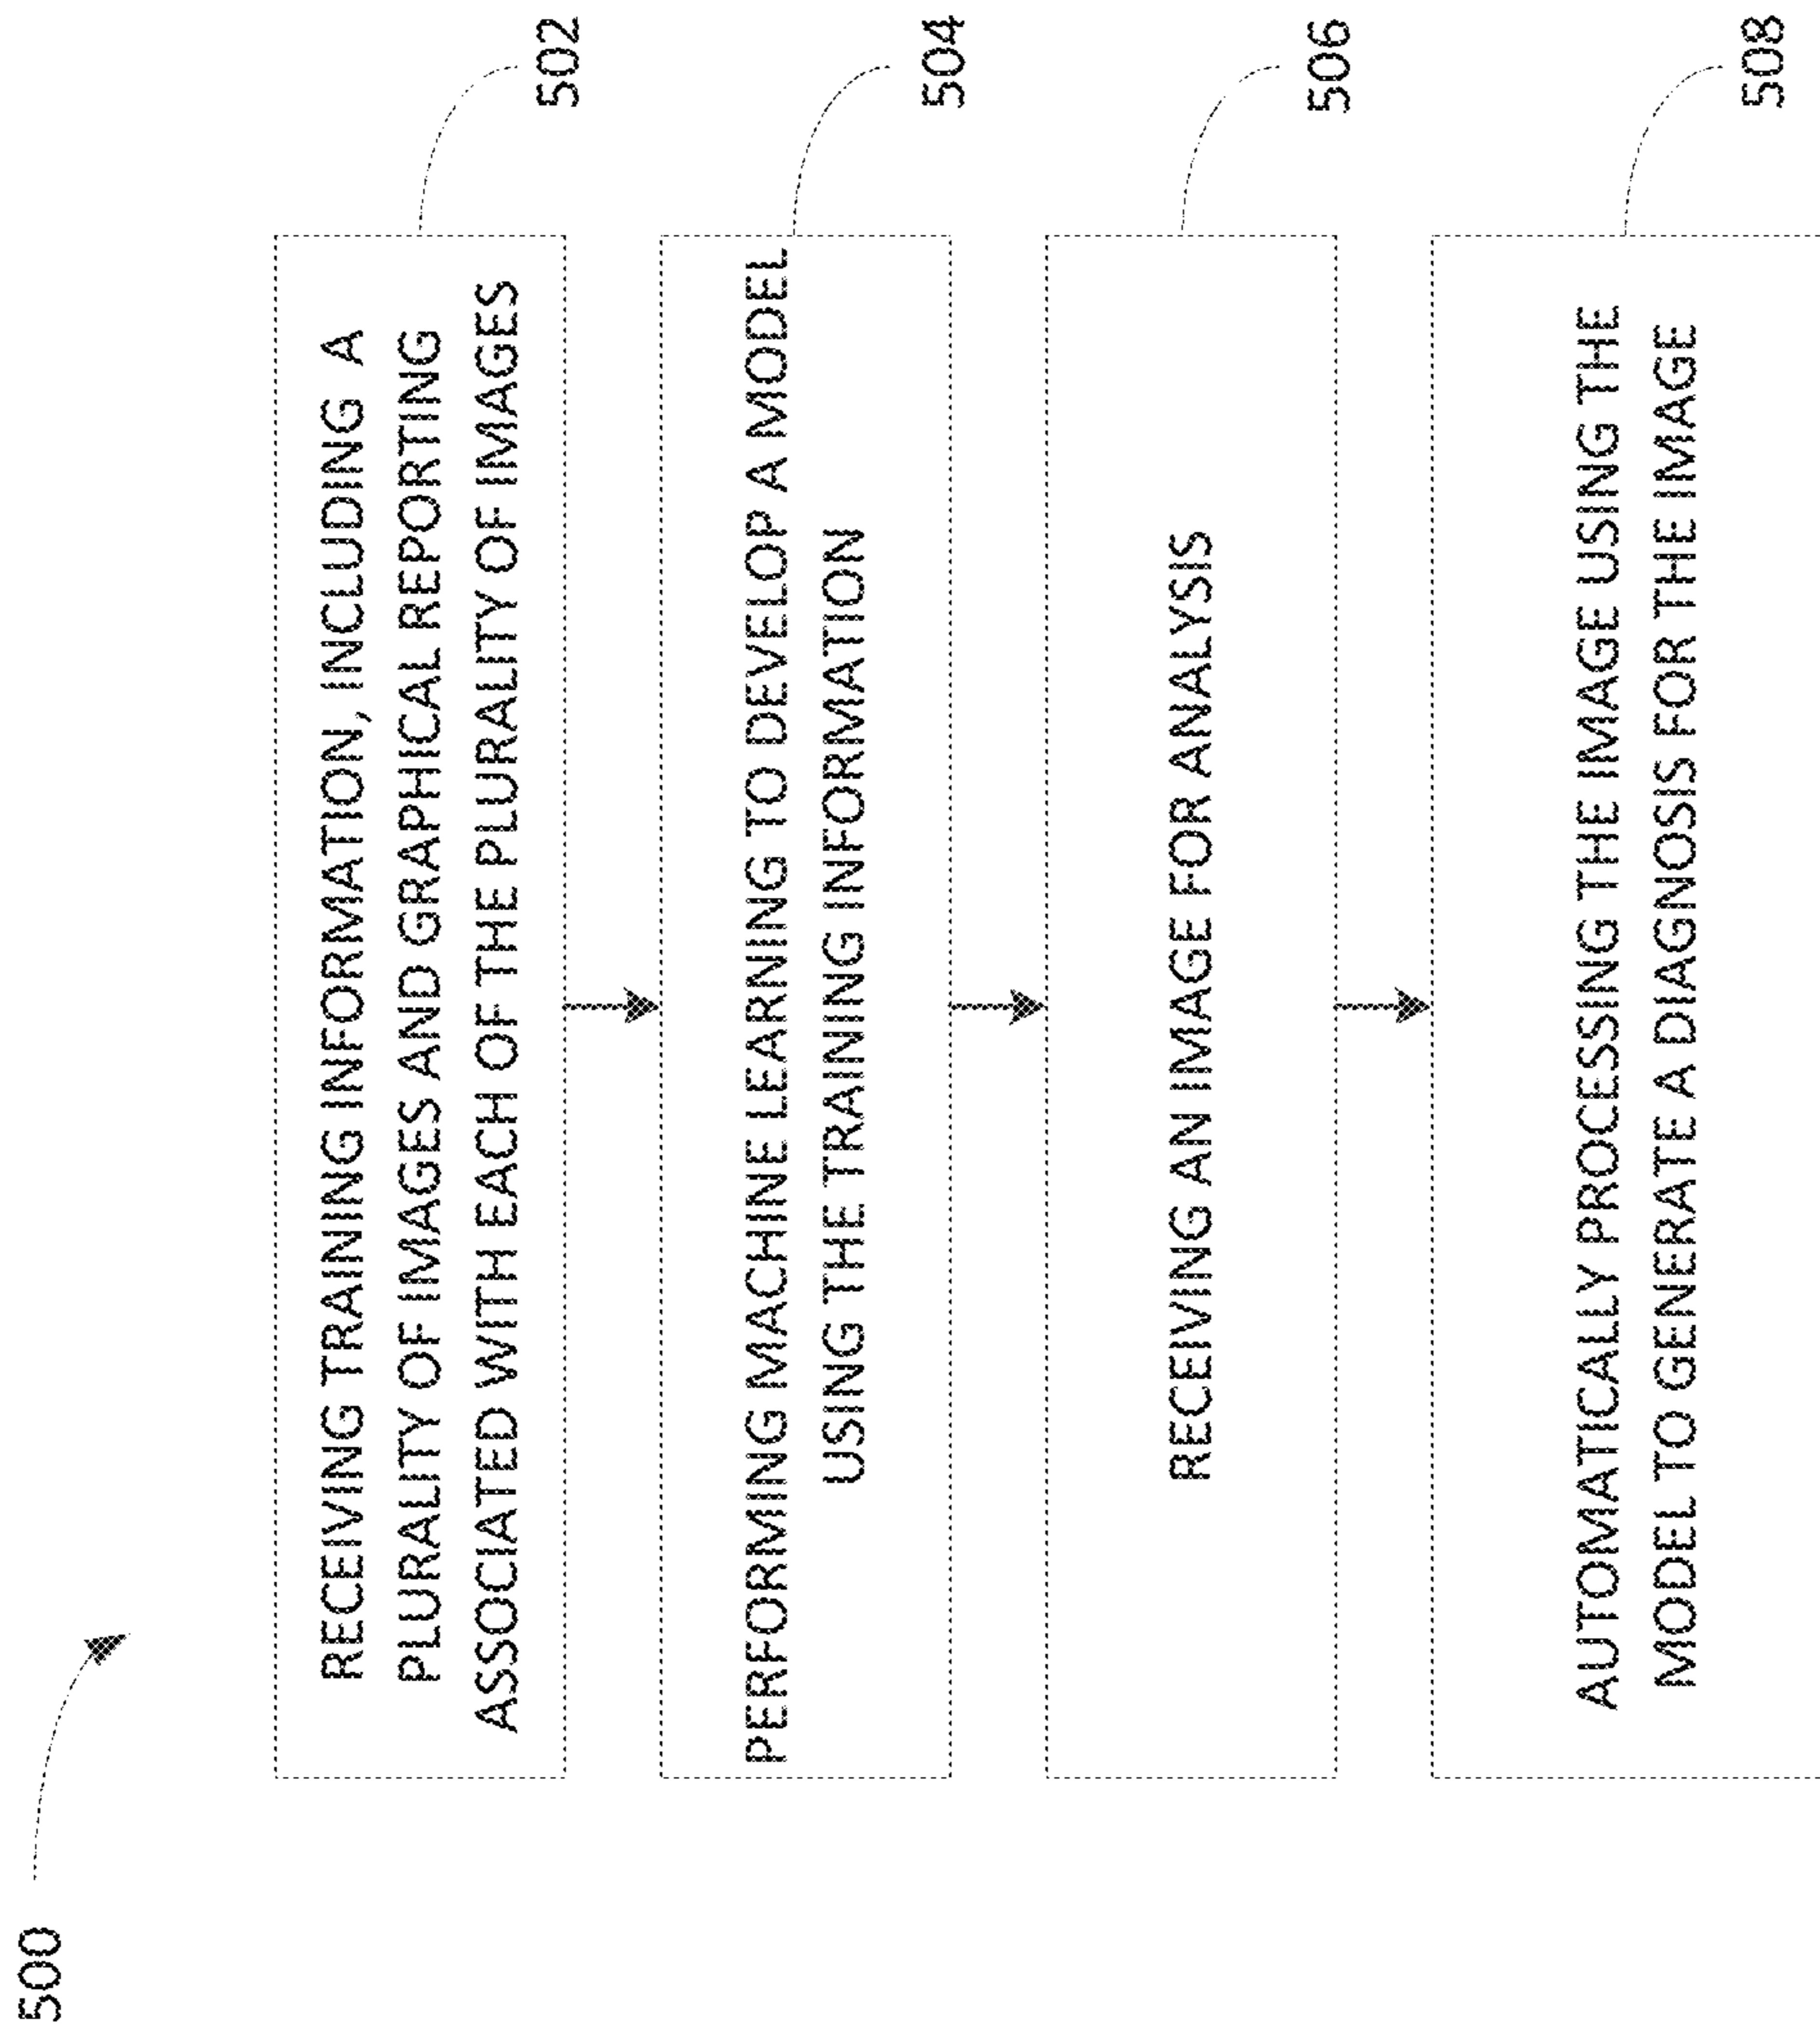 500
RECEIVING TRAINING INFORMATION, INCLUDING A
PLURALITY OF IMAGES AND GRAPHICAL REPORTING
ASSOCIATED WITH EACH OF THE PLURALITY OF IMAGES
502
PERFORMING MACHINE LEARNING TO DEVELOP A MODEL
USING THE TRAINING INFORMATION
504
RECEIVING AN IMAGE FOR ANALYSIS
506
AUTOMATICALLY PROCESSING THE IMAGE USING THE
MODEL TO GENERATE A DIAGNOSIS FOR THE IMAGE
508